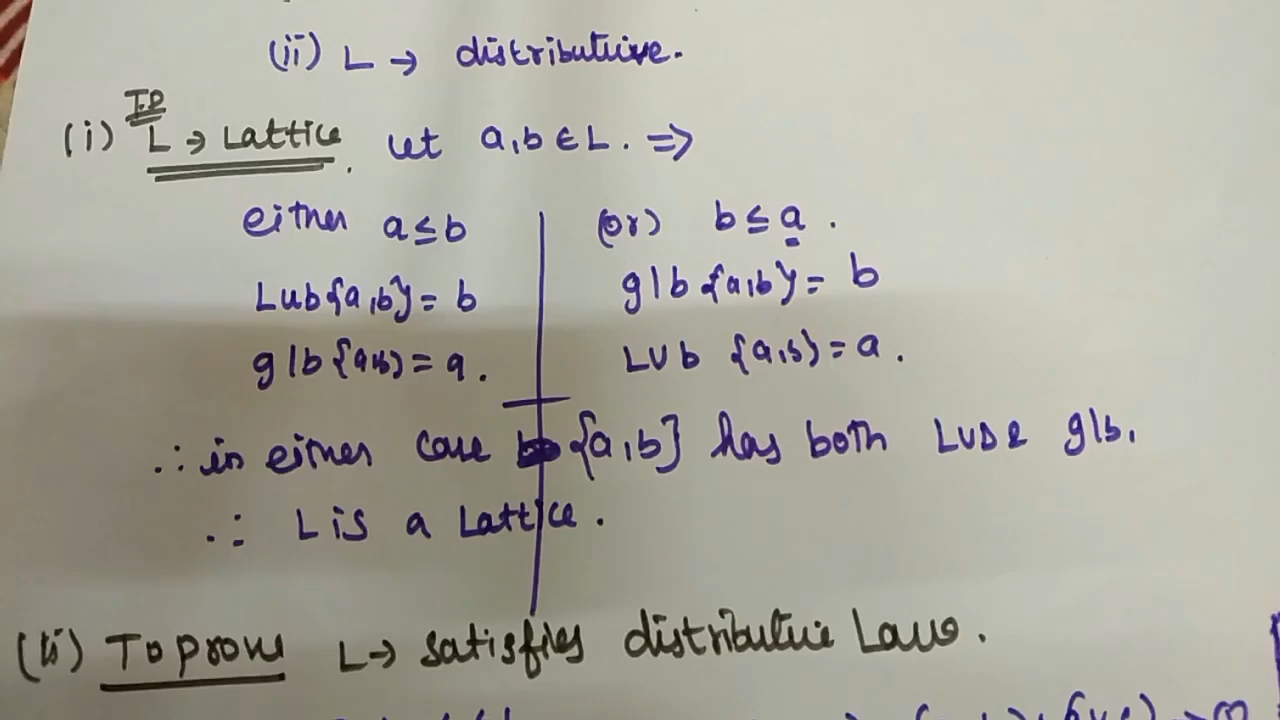 (ii) L → distributive.
T.P
(i) L → Lattice. Let a,b ∈ L. ⇒
either a ≤ b (or) b ≤ a.
Lub{a,b} = b glb {a,b} = b
glb {a,b} = a. LUb {a,b} = a.
∴ in either case {a,b} has both LUb & glb.
∴ L is a Lattice.
(ii) To prove L → satisfies distributive Laws.